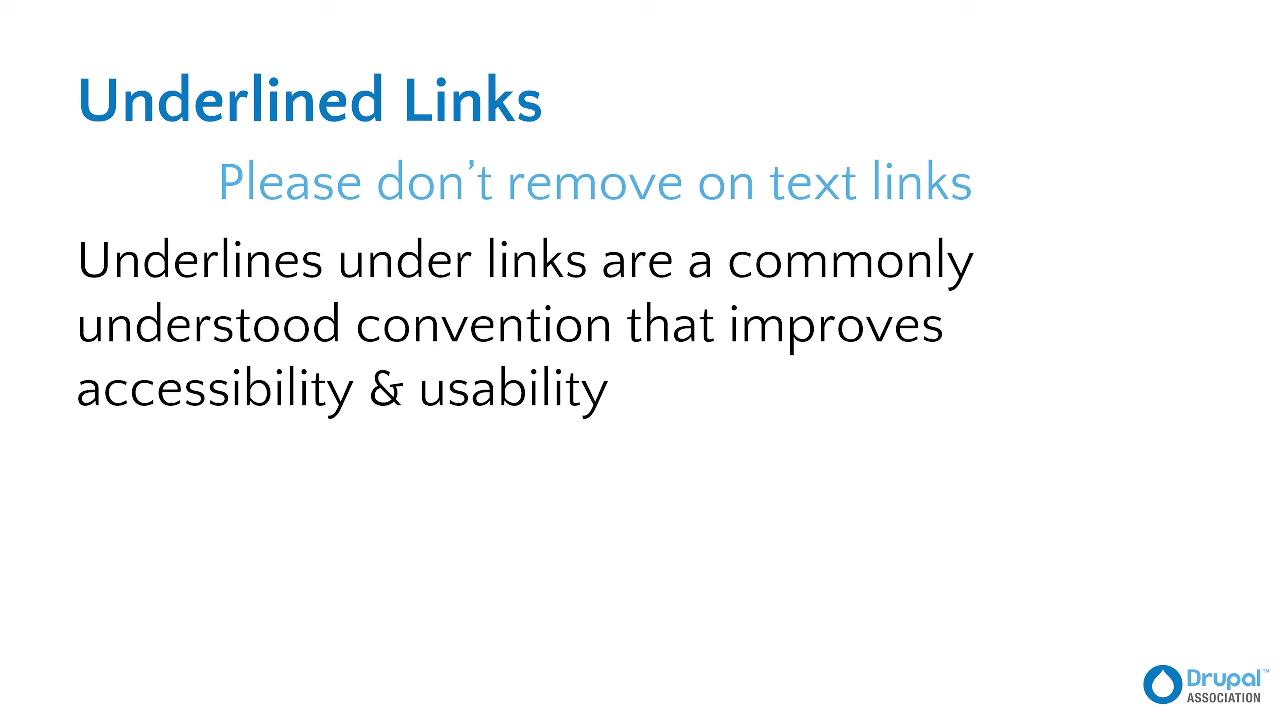 Underlined Links
Please don’t remove on text links
Underlines under links are a commonly
understood convention that improves
accessibility & usability
Drupal™
ASSOCIATION